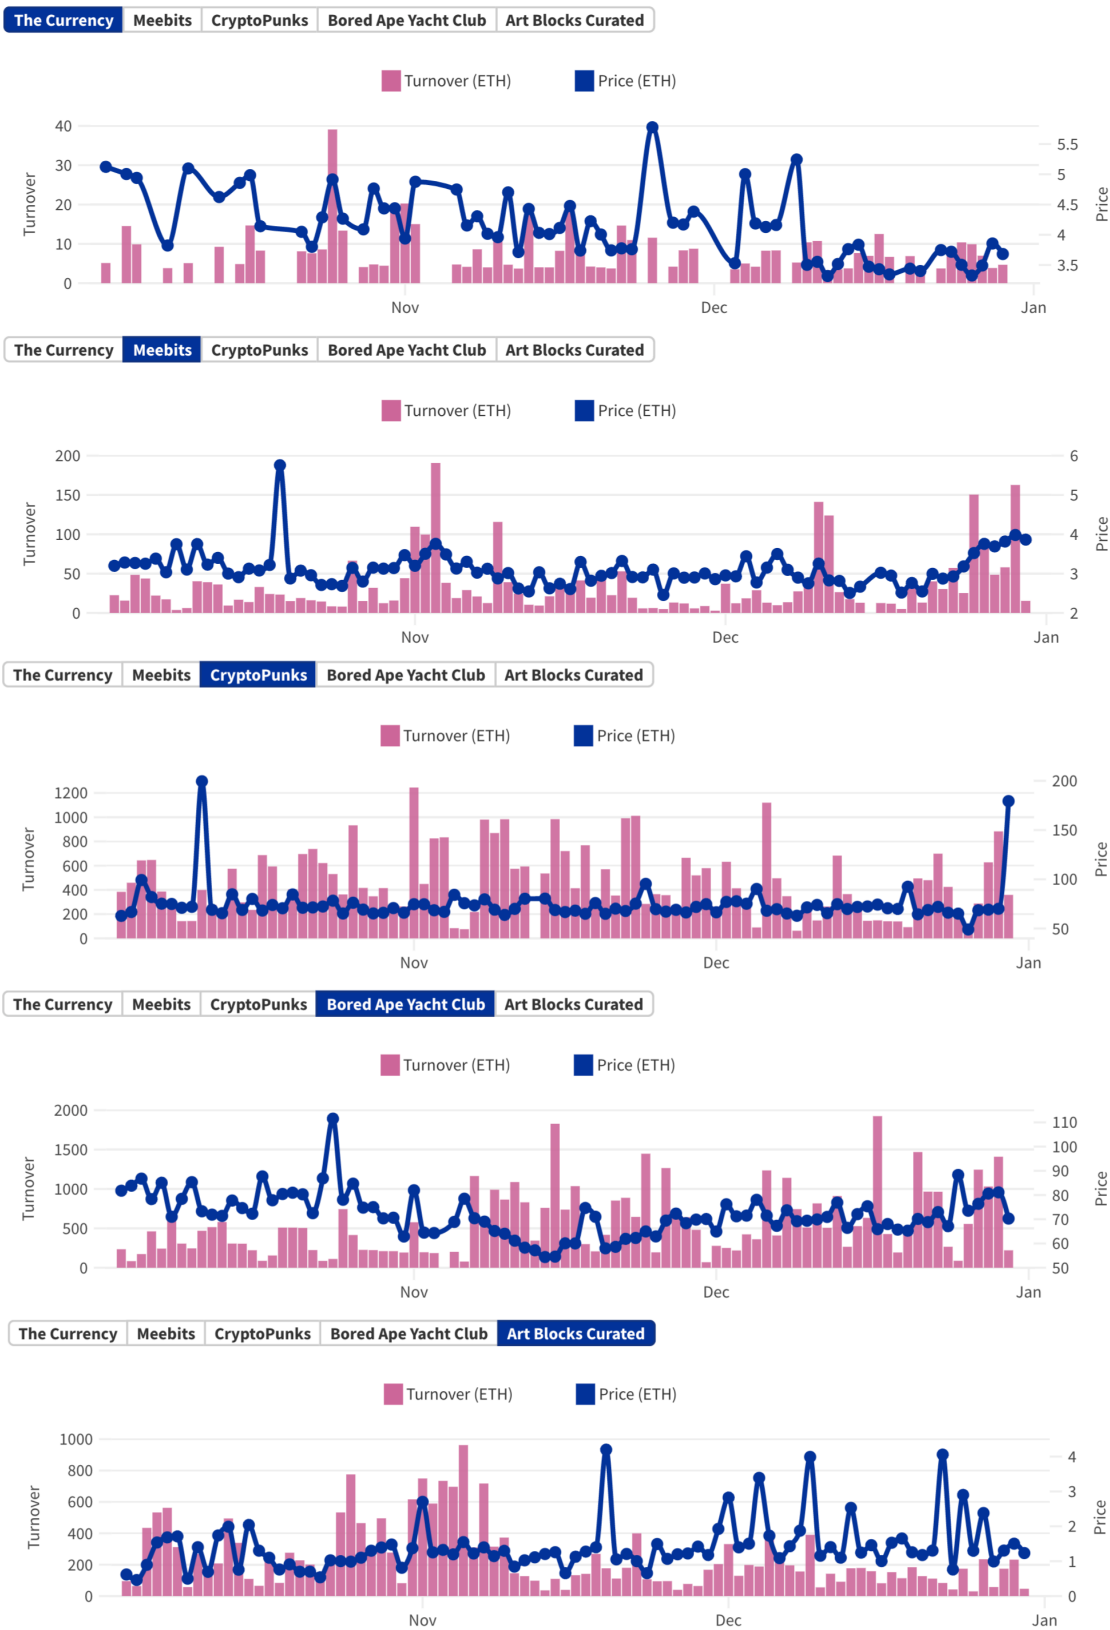 The Currency Meebits CryptoPunks Bored Ape Yacht Club Art Blocks Curated
Turnover (ETH) Price (ETH)
40
30
20
10
0
Turnover
5.5
5
4.5
4
3.5
Price
Nov Dec Jan
The Currency Meebits CryptoPunks Bored Ape Yacht Club Art Blocks Curated
Turnover (ETH) Price (ETH)
200
150
100
50
0
Turnover
6
5
4
3
2
Price
Nov Dec Jan
The Currency Meebits CryptoPunks Bored Ape Yacht Club Art Blocks Curated
Turnover (ETH) Price (ETH)
1200
1000
800
600
400
200
0
Turnover
200
150
100
50
Price
Nov Dec Jan
The Currency Meebits CryptoPunks Bored Ape Yacht Club Art Blocks Curated
Turnover (ETH) Price (ETH)
2000
1500
1000
500
0
Turnover
110
100
90
80
70
60
50
Price
Nov Dec Jan
The Currency Meebits CryptoPunks Bored Ape Yacht Club Art Blocks Curated
Turnover (ETH) Price (ETH)
1000
800
600
400
200
0
Turnover
4
3
2
1
0
Price
Nov Dec Jan